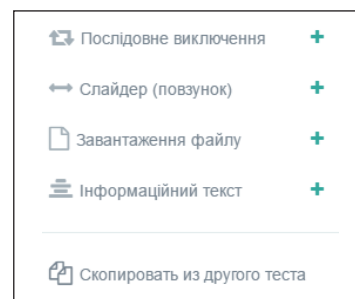 Послідовне виключення +
Слайдер (повзунок) +
Завантаження файлу +
Інформаційний текст +
Скопировать из другого теста